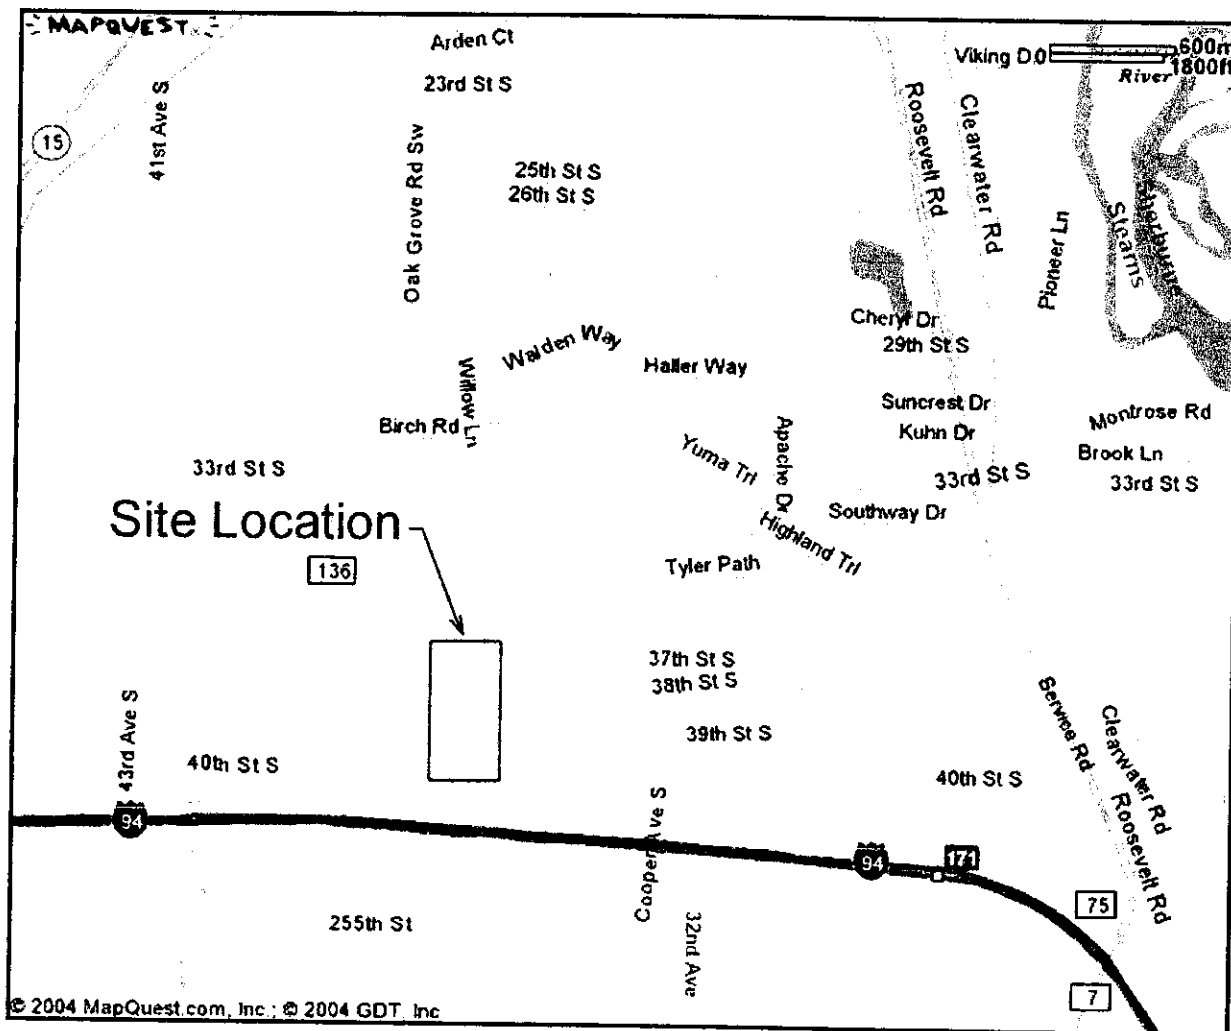 MAPQUEST
Arden Ct
Viking D
0
600m
1800ft
River
23rd St S
41st Ave S
15
Oak Grove Rd Sw
25th St S
26th St S
Roosevelt Rd
Clearwater Rd
Pioneer Ln
Stearns
Sherburne
Cheryl Dr
29th St S
Walden Way
Haller Way
Willow Ln
Birch Rd
Suncrest Dr
Kuhn Dr
Montrose Rd
Brook Ln
33rd St S
33rd St S
33rd St S
Yuma Trl
Apache Dr
Southway Dr
Highland Trl
Site Location
136
Tyler Path
37th St S
38th St S
39th St S
43rd Ave S
40th St S
40th St S
Service Rd
Clearwater Rd
Roosevelt Rd
94
Cooper Ave S
94
171
75
255th St
32nd Ave
7
© 2004 MapQuest.com, Inc.; © 2004 GDT, Inc